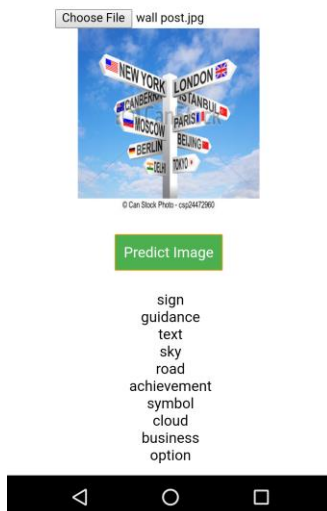 Choose File wall post.jpg
NEW YORK LONDON
CANBERRA ISTANBUL
MOSCOW PARIS
BERLIN BEIJING
DELHI TOKYO
© Can Stock Photo - csp24472960
Predict Image
sign
guidance
text
sky
road
achievement
symbol
cloud
business
option